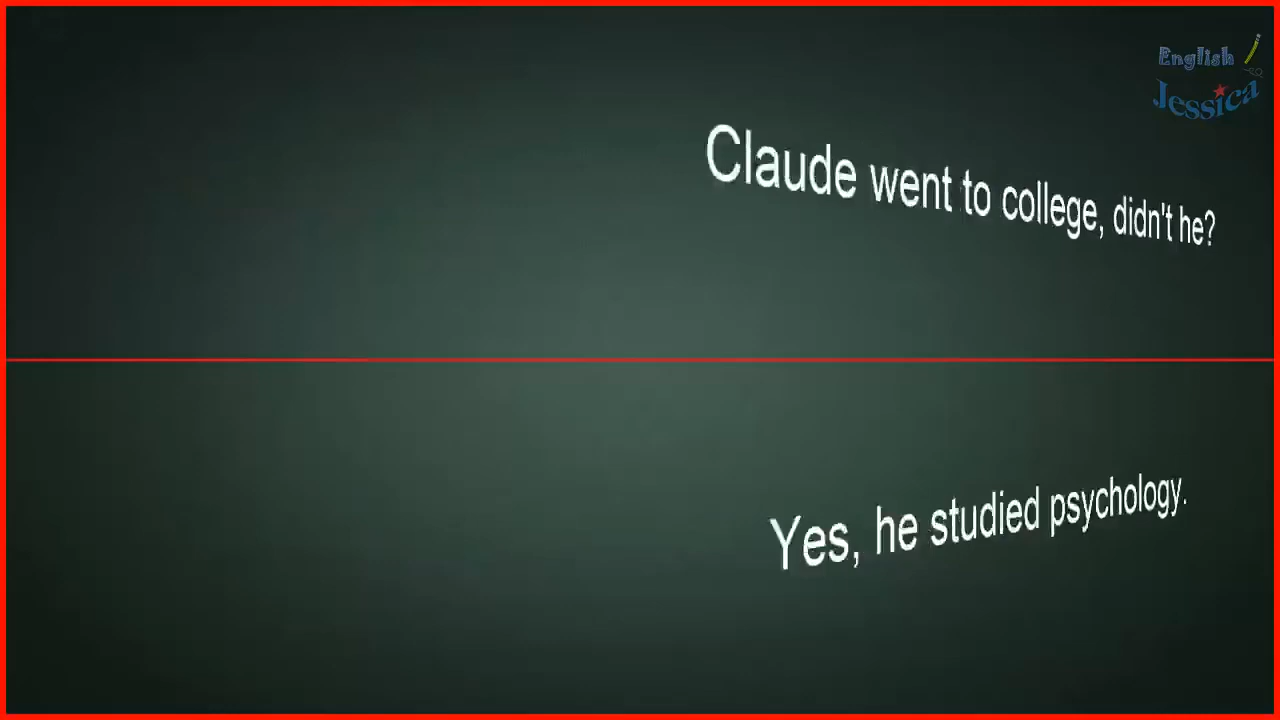 English
Jessica
Claude went to college, didn't he?
Yes, he studied psychology.